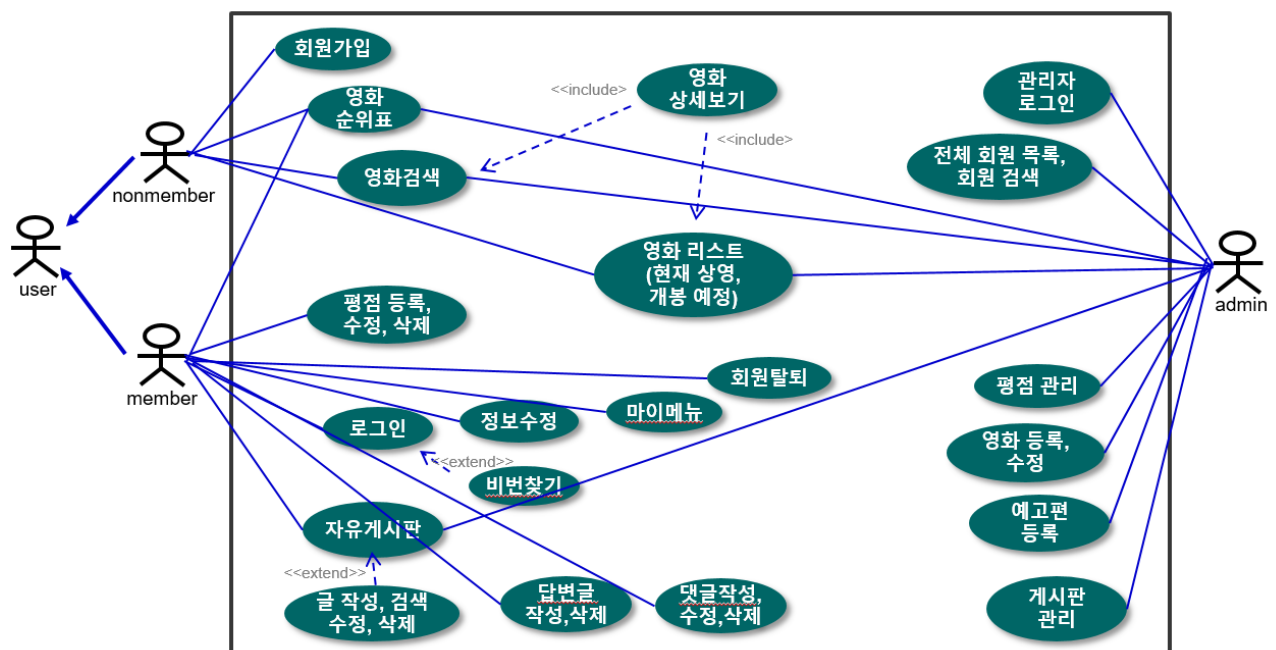 회원가입
영화
순위표
<<include>
영화
상세보기
<<include>
관리자
로그인
전체 회원 목록,
회원 검색
영화검색
nonmember
user
영화 리스트
(현재 상영,
개봉 예정)
admin
평점 등록,
수정, 삭제
member
회원탈퇴
마이메뉴
정보수정
로그인
<<extend>>
비번찾기
평점 관리
영화 등록,
수정
예고편
등록
자유게시판
<<extend>>
글 작성, 검색
수정, 삭제
답변글
작성,삭제
댓글작성,
수정,삭제
게시판
관리